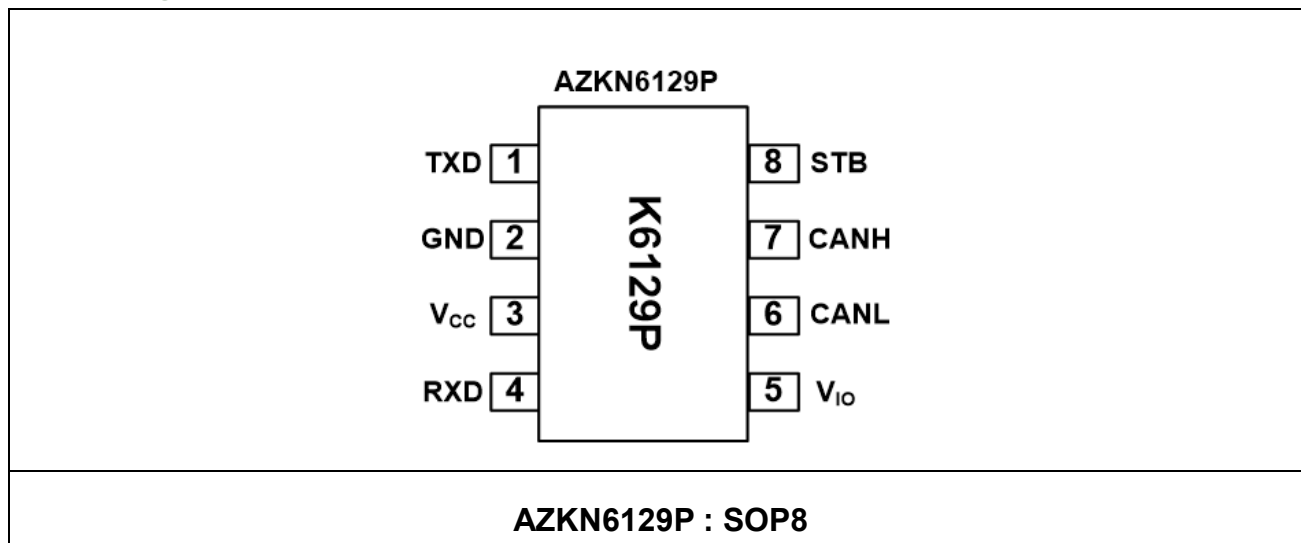 AZKN6129P
TXD 1 8 STB
GND 2 7 CANH
VCC 3 6 CANL
RXD 4 5 VIO
K6129P
AZKN6129P : SOP8